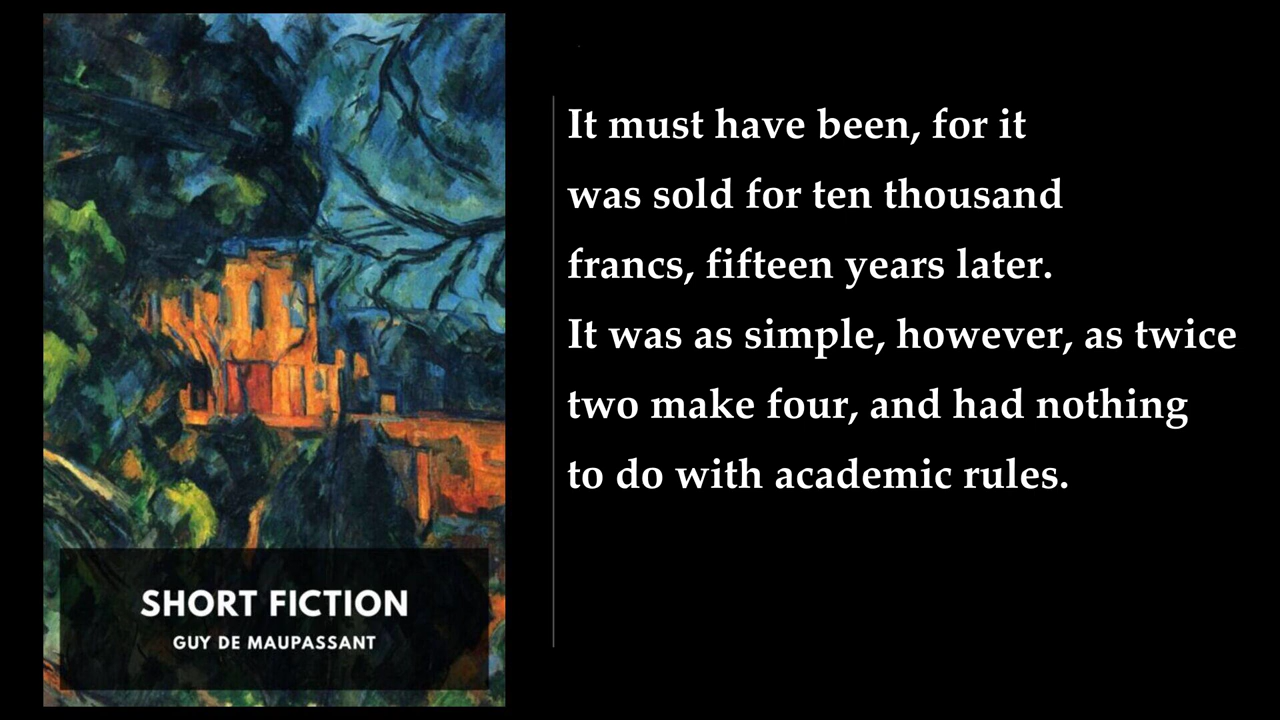 It must have been, for it
was sold for ten thousand
francs, fifteen years later.
It was as simple, however, as twice
two make four, and had nothing
to do with academic rules.
SHORT FICTION
GUY DE MAUPASSANT